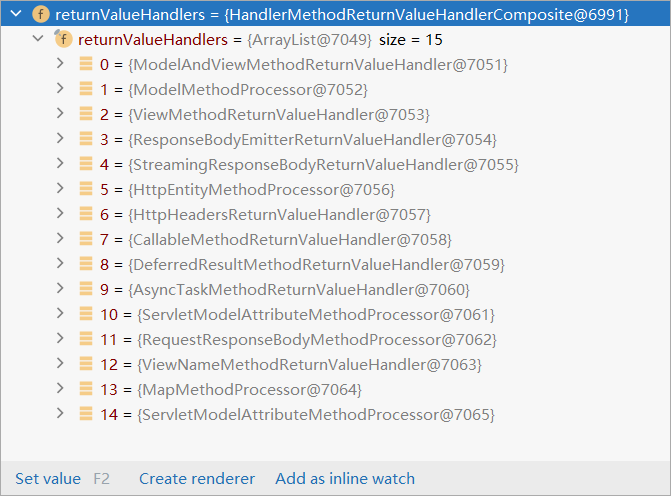 f returnValueHandlers = {HandlerMethodReturnValueHandlerComposite@6991}
f returnValueHandlers = {ArrayList@7049} size = 15
0 = {ModelAndViewMethodReturnValueHandler@7051}
1 = {ModelMethodProcessor@7052}
2 = {ViewMethodReturnValueHandler@7053}
3 = {ResponseBodyEmitterReturnValueHandler@7054}
4 = {StreamingResponseBodyReturnValueHandler@7055}
5 = {HttpEntityMethodProcessor@7056}
6 = {HttpHeadersReturnValueHandler@7057}
7 = {CallableMethodReturnValueHandler@7058}
8 = {DeferredResultMethodReturnValueHandler@7059}
9 = {AsyncTaskMethodReturnValueHandler@7060}
10 = {ServletModelAttributeMethodProcessor@7061}
11 = {RequestResponseBodyMethodProcessor@7062}
12 = {ViewNameMethodReturnValueHandler@7063}
13 = {MapMethodProcessor@7064}
14 = {ServletModelAttributeMethodProcessor@7065}
Set value F2 Create renderer Add as inline watch